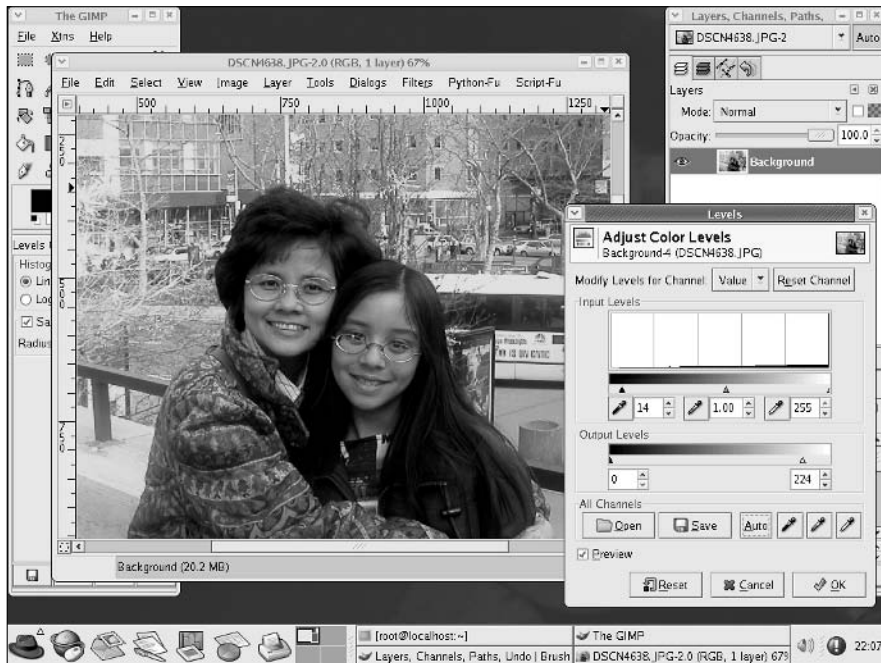 The GIMP
File Xtns Help
Levels
Histog
Lin
Log
Sa
Radius
DSCN4638.JPG-2.0 (RGB, 1 layer) 67%
File Edit Select View Image Layer Tools Dialogs Filters Python-Fu Script-Fu
500 750 1000 1250
250
500
750
Background (20.2 MB)
Layers, Channels, Paths,
DSCN4638.JPG-2 Auto
Layers
Mode: Normal
Opacity: 100.0
Background
Levels
Adjust Color Levels
Background-4 (DSCN4638.JPG)
Modify Levels for Channel: Value Reset Channel
Input Levels
14 1.00 255
Output Levels
0 224
All Channels
Open Save Auto
Preview
Reset Cancel OK
[root@localhost:~] The GIMP
Layers, Channels, Paths, Undo | Brush DSCN4638.JPG-2.0 (RGB, 1 layer) 67%
22:07